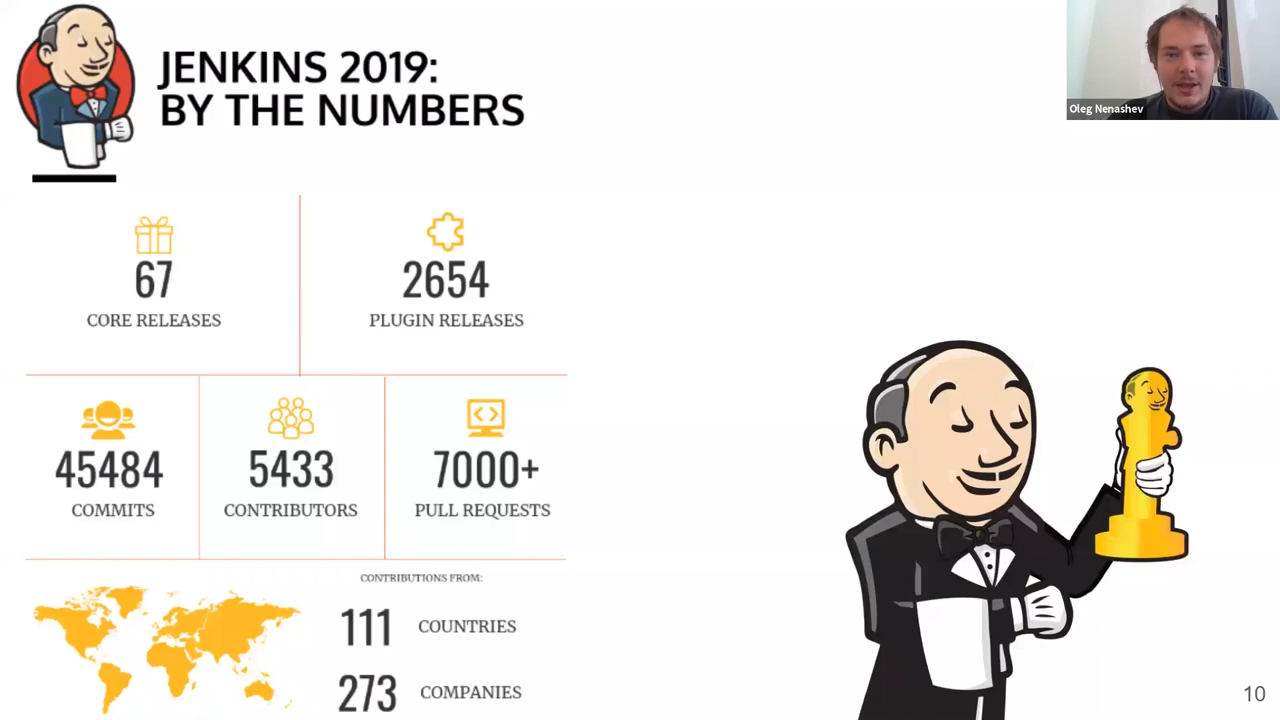 JENKINS 2019:
BY THE NUMBERS
Oleg Nenashev
67
CORE RELEASES
2654
PLUGIN RELEASES
45484
COMMITS
5433
CONTRIBUTORS
7000+
PULL REQUESTS
CONTRIBUTIONS FROM:
111 COUNTRIES
273 COMPANIES
10